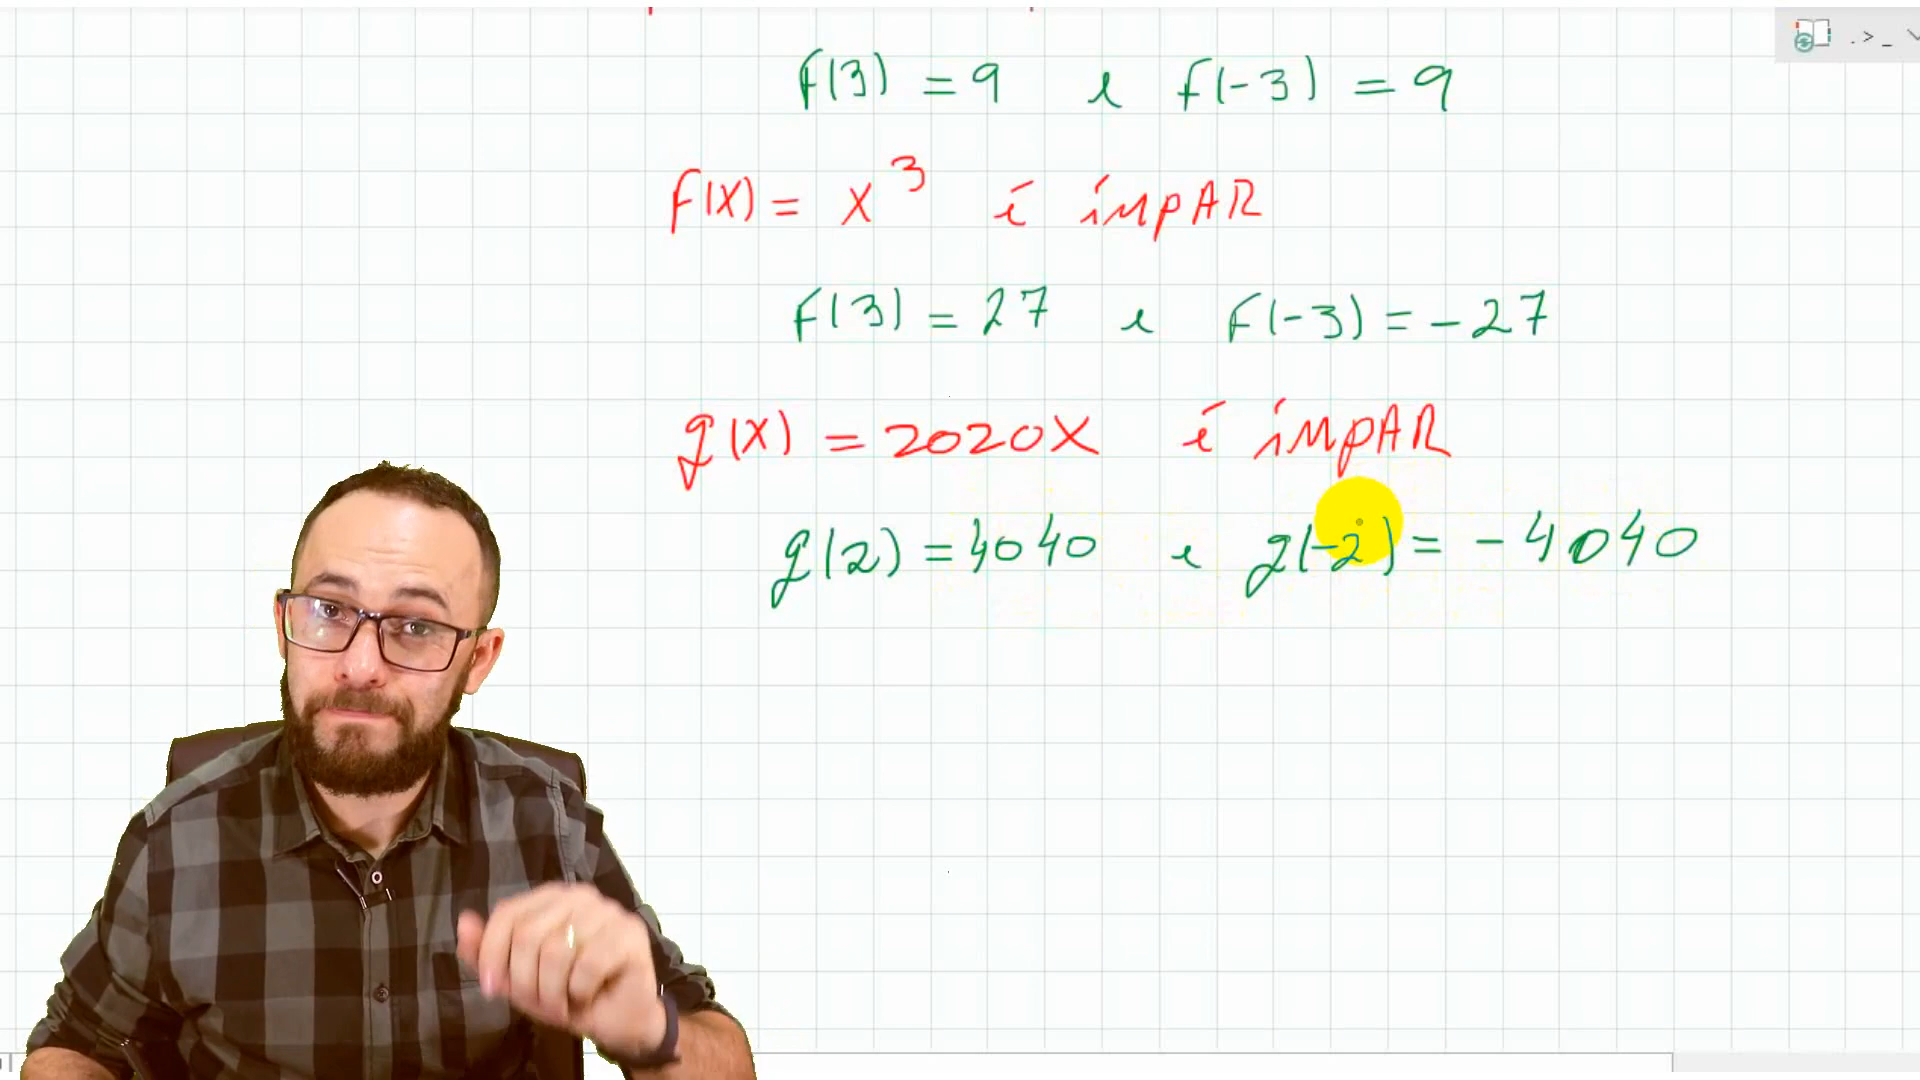 f(3) = 9 e f(-3) = 9
f(x) = x³ é ímpAR
f(3) = 27 e f(-3) = -27
g(x) = 2020x é ímpAR
g(2) = 4040 e g(-2) = -4040